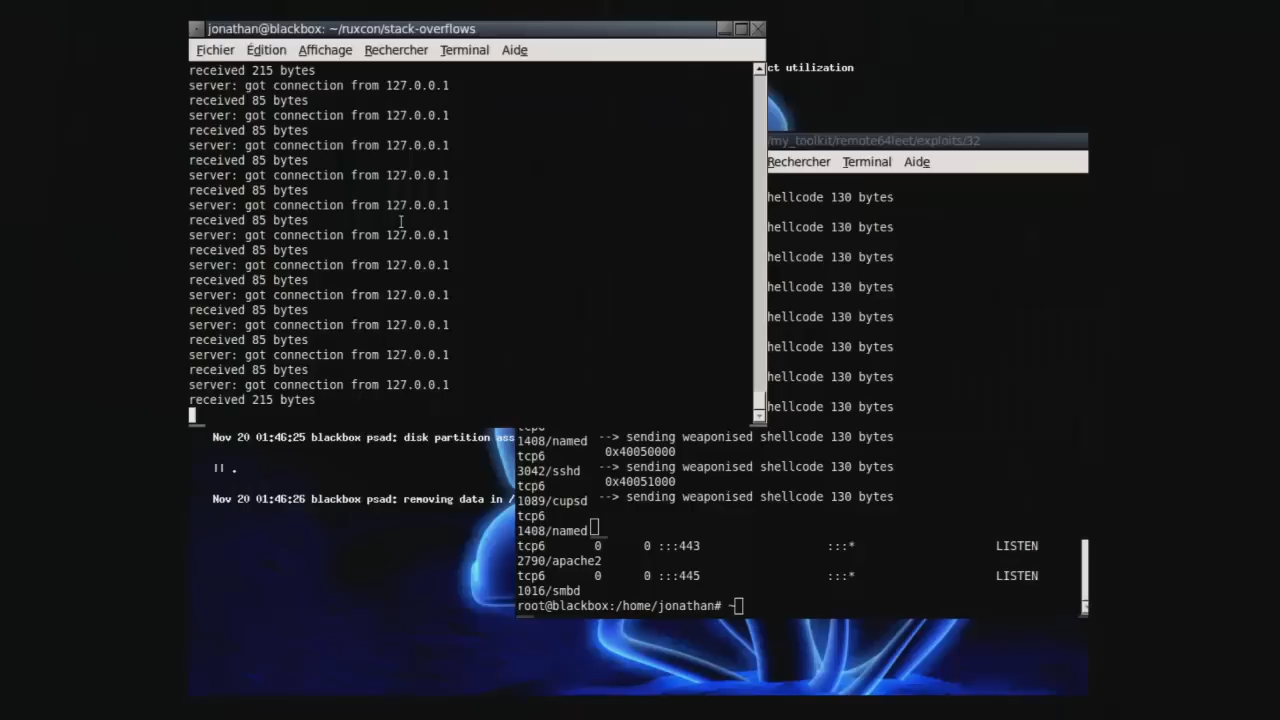 jonathan@blackbox: ~/ruxcon/stack-overflows
Fichier Édition Affichage Rechercher Terminal Aide
received 215 bytes
server: got connection from 127.0.0.1
received 85 bytes
server: got connection from 127.0.0.1
received 85 bytes
server: got connection from 127.0.0.1
received 85 bytes
server: got connection from 127.0.0.1
received 85 bytes
server: got connection from 127.0.0.1
received 85 bytes
server: got connection from 127.0.0.1
received 85 bytes
server: got connection from 127.0.0.1
received 85 bytes
server: got connection from 127.0.0.1
received 85 bytes
server: got connection from 127.0.0.1
received 85 bytes
server: got connection from 127.0.0.1
received 85 bytes
server: got connection from 127.0.0.1
received 215 bytes
ct utilization
/my_toolkit/remote64leet/exploits/32
Rechercher Terminal Aide
hellcode 130 bytes
hellcode 130 bytes
hellcode 130 bytes
hellcode 130 bytes
hellcode 130 bytes
hellcode 130 bytes
hellcode 130 bytes
hellcode 130 bytes
--> sending weaponised shellcode 130 bytes
0x40050000
--> sending weaponised shellcode 130 bytes
0x40051000
--> sending weaponised shellcode 130 bytes
Nov 20 01:46:25 blackbox psad: disk partition ass
|| .
Nov 20 01:46:26 blackbox psad: removing data in /
tcp6
1408/named
tcp6
3042/sshd
tcp6
1089/cupsd
tcp6
1408/named
tcp6 0 0 :::443 :::* LISTEN
2790/apache2
tcp6 0 0 :::445 :::* LISTEN
1016/smbd
root@blackbox:/home/jonathan# ~